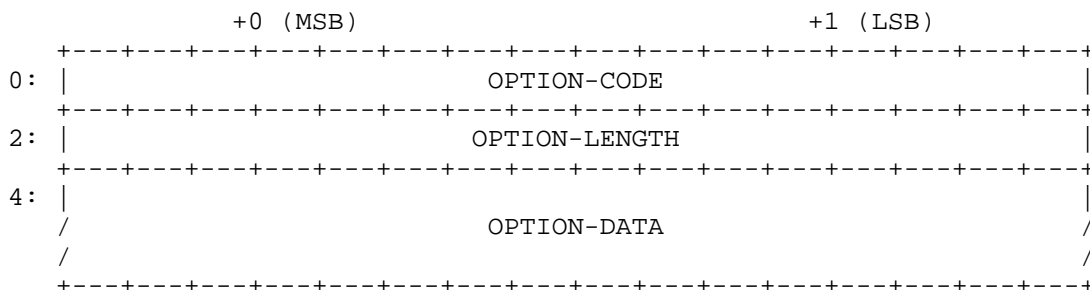 +0 (MSB) +1 (LSB)
+---+---+---+---+---+---+---+---+---+---+---+---+---+---+---+---+
0: | OPTION-CODE |
+---+---+---+---+---+---+---+---+---+---+---+---+---+---+---+---+
2: | OPTION-LENGTH |
+---+---+---+---+---+---+---+---+---+---+---+---+---+---+---+---+
4: | |
/ OPTION-DATA /
/ /
+---+---+---+---+---+---+---+---+---+---+---+---+---+---+---+---+